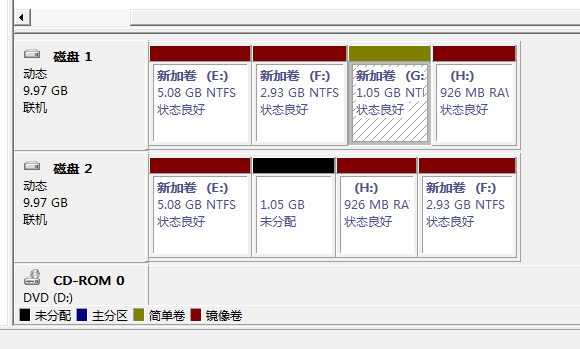 磁盘 1
动态
9.97 GB
联机
新加卷 (E:)
5.08 GB NTFS
状态良好
新加卷 (F:)
2.93 GB NTFS
状态良好
新加卷 (G:
1.05 GB NT
状态良好
(H:)
926 MB RA
状态良好
磁盘 2
动态
9.97 GB
联机
新加卷 (E:)
5.08 GB NTFS
状态良好
1.05 GB
未分配
(H:)
926 MB RA
状态良好
新加卷 (F:)
2.93 GB NTFS
状态良好
CD-ROM 0
DVD (D:)
未分配 主分区 简单卷 镜像卷